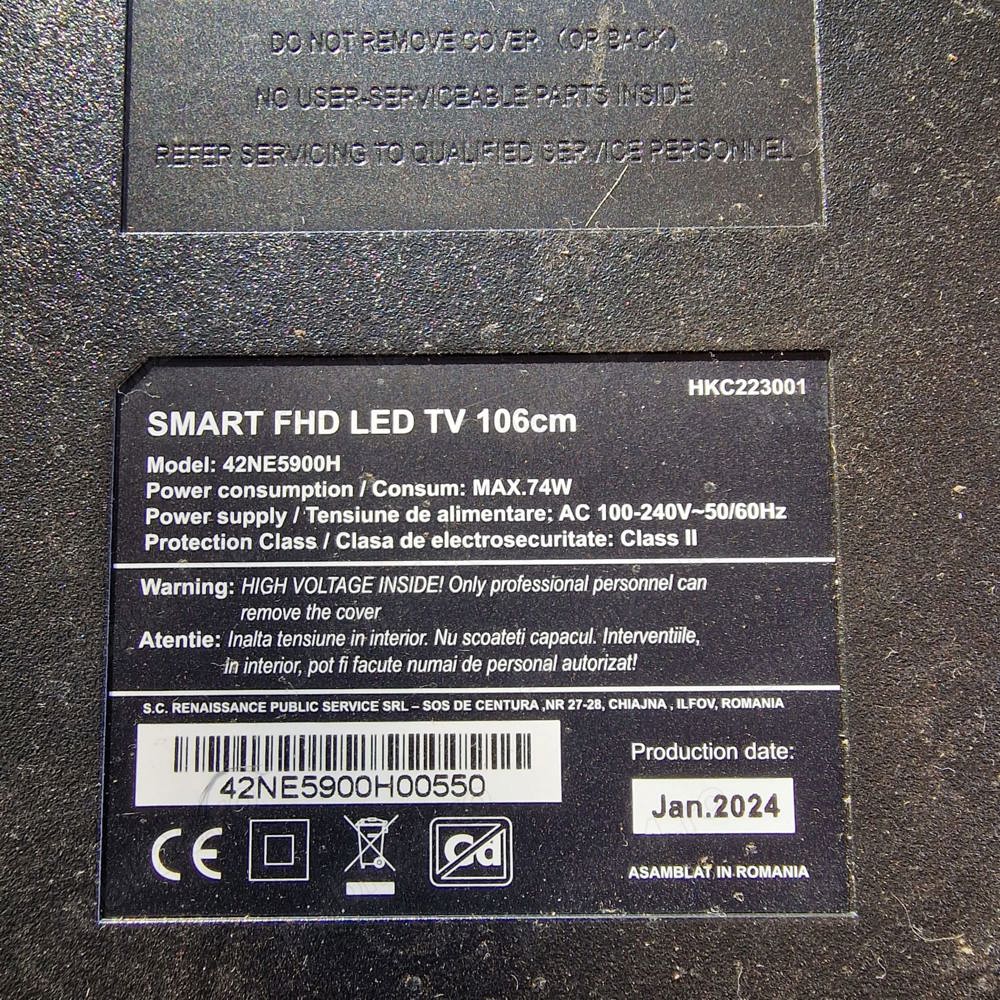 DO NOT REMOVE COVER (OR BACK)
NO USER-SERVICEABLE PARTS INSIDE
REFER SERVICING TO QUALIFIED SERVICE PERSONNEL
HKC223001
SMART FHD LED TV 106cm
Model: 42NE5900H
Power consumption / Consum: MAX.74W
Power supply / Tensiune de alimentare: AC 100-240V~50/60Hz
Protection Class / Clasa de electrosecuritate: Class II
Warning: HIGH VOLTAGE INSIDE! Only professional personnel can
remove the cover
Atentie: Inalta tensiune in interior. Nu scoateti capacul. Interventiile,
In interior, pot fi facute numai de personal autorizat!
S.C. RENAISSANCE PUBLIC SERVICE SRL – SOS DE CENTURA ,NR 27-28, CHIAJNA , ILFOV, ROMANIA
42NE5900H00550
Production date:
Jan.2024
CE
Cd
ASAMBLAT IN ROMANIA